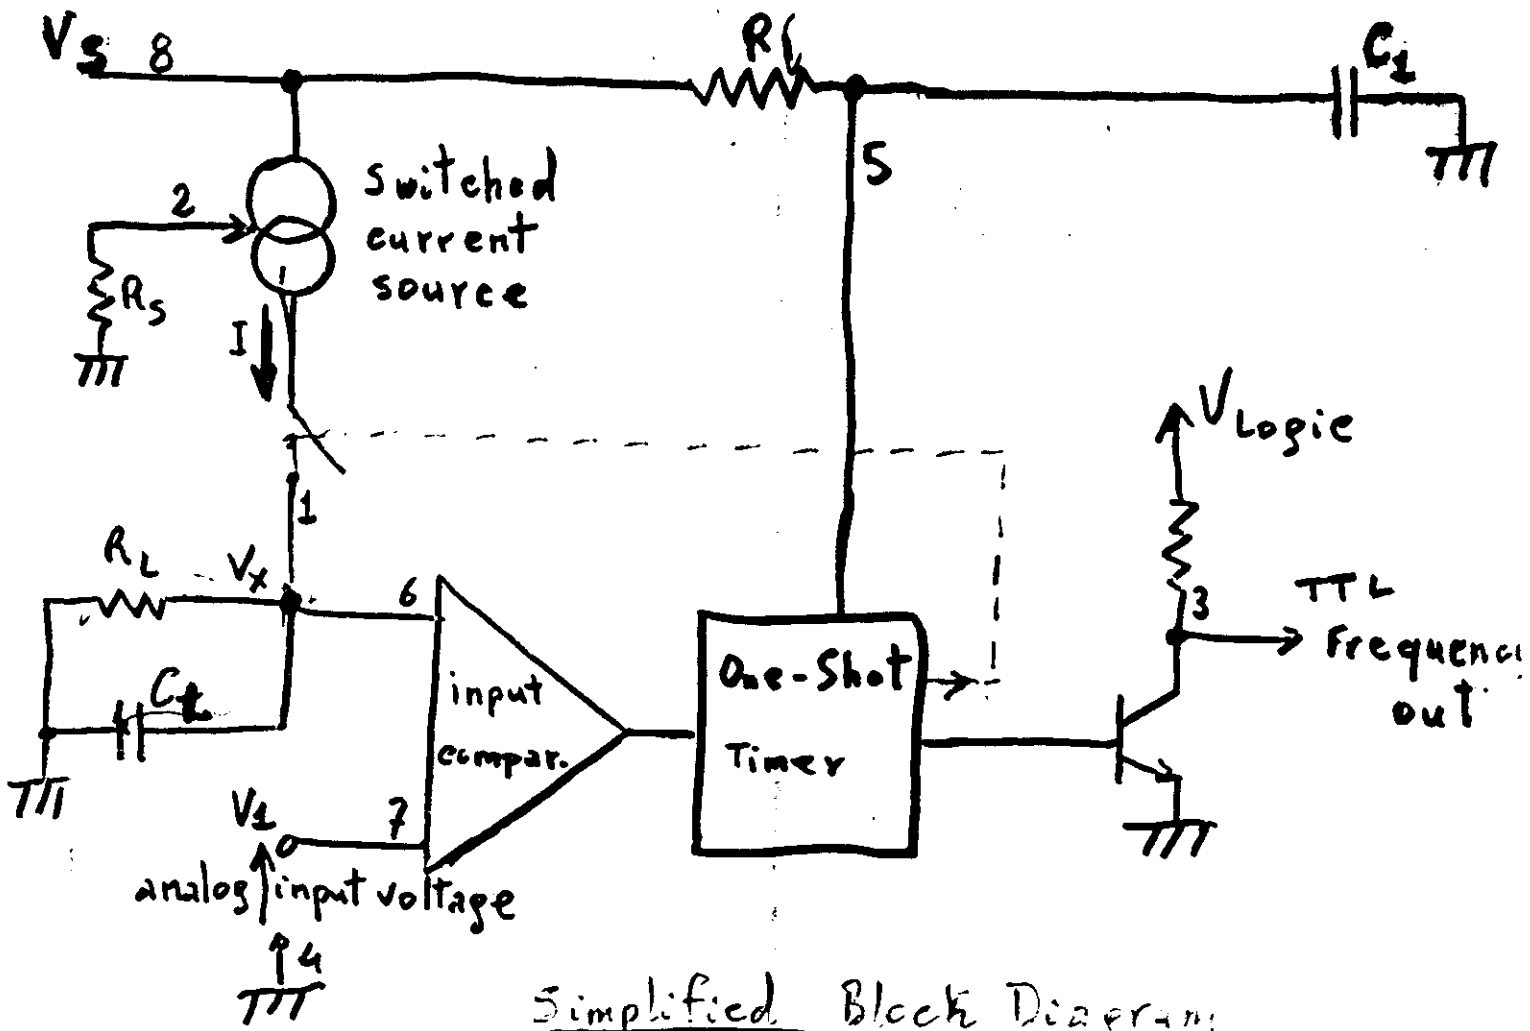 VS 8
R1
C1
5
switched
current
source
2
RS
I
VLogic
1
RL
Vx
6
3
TTL
Frequency
out
Ct
input
compar.
One-Shot
Timer
V1
7
analog input voltage
4
Simplified Block Diagram